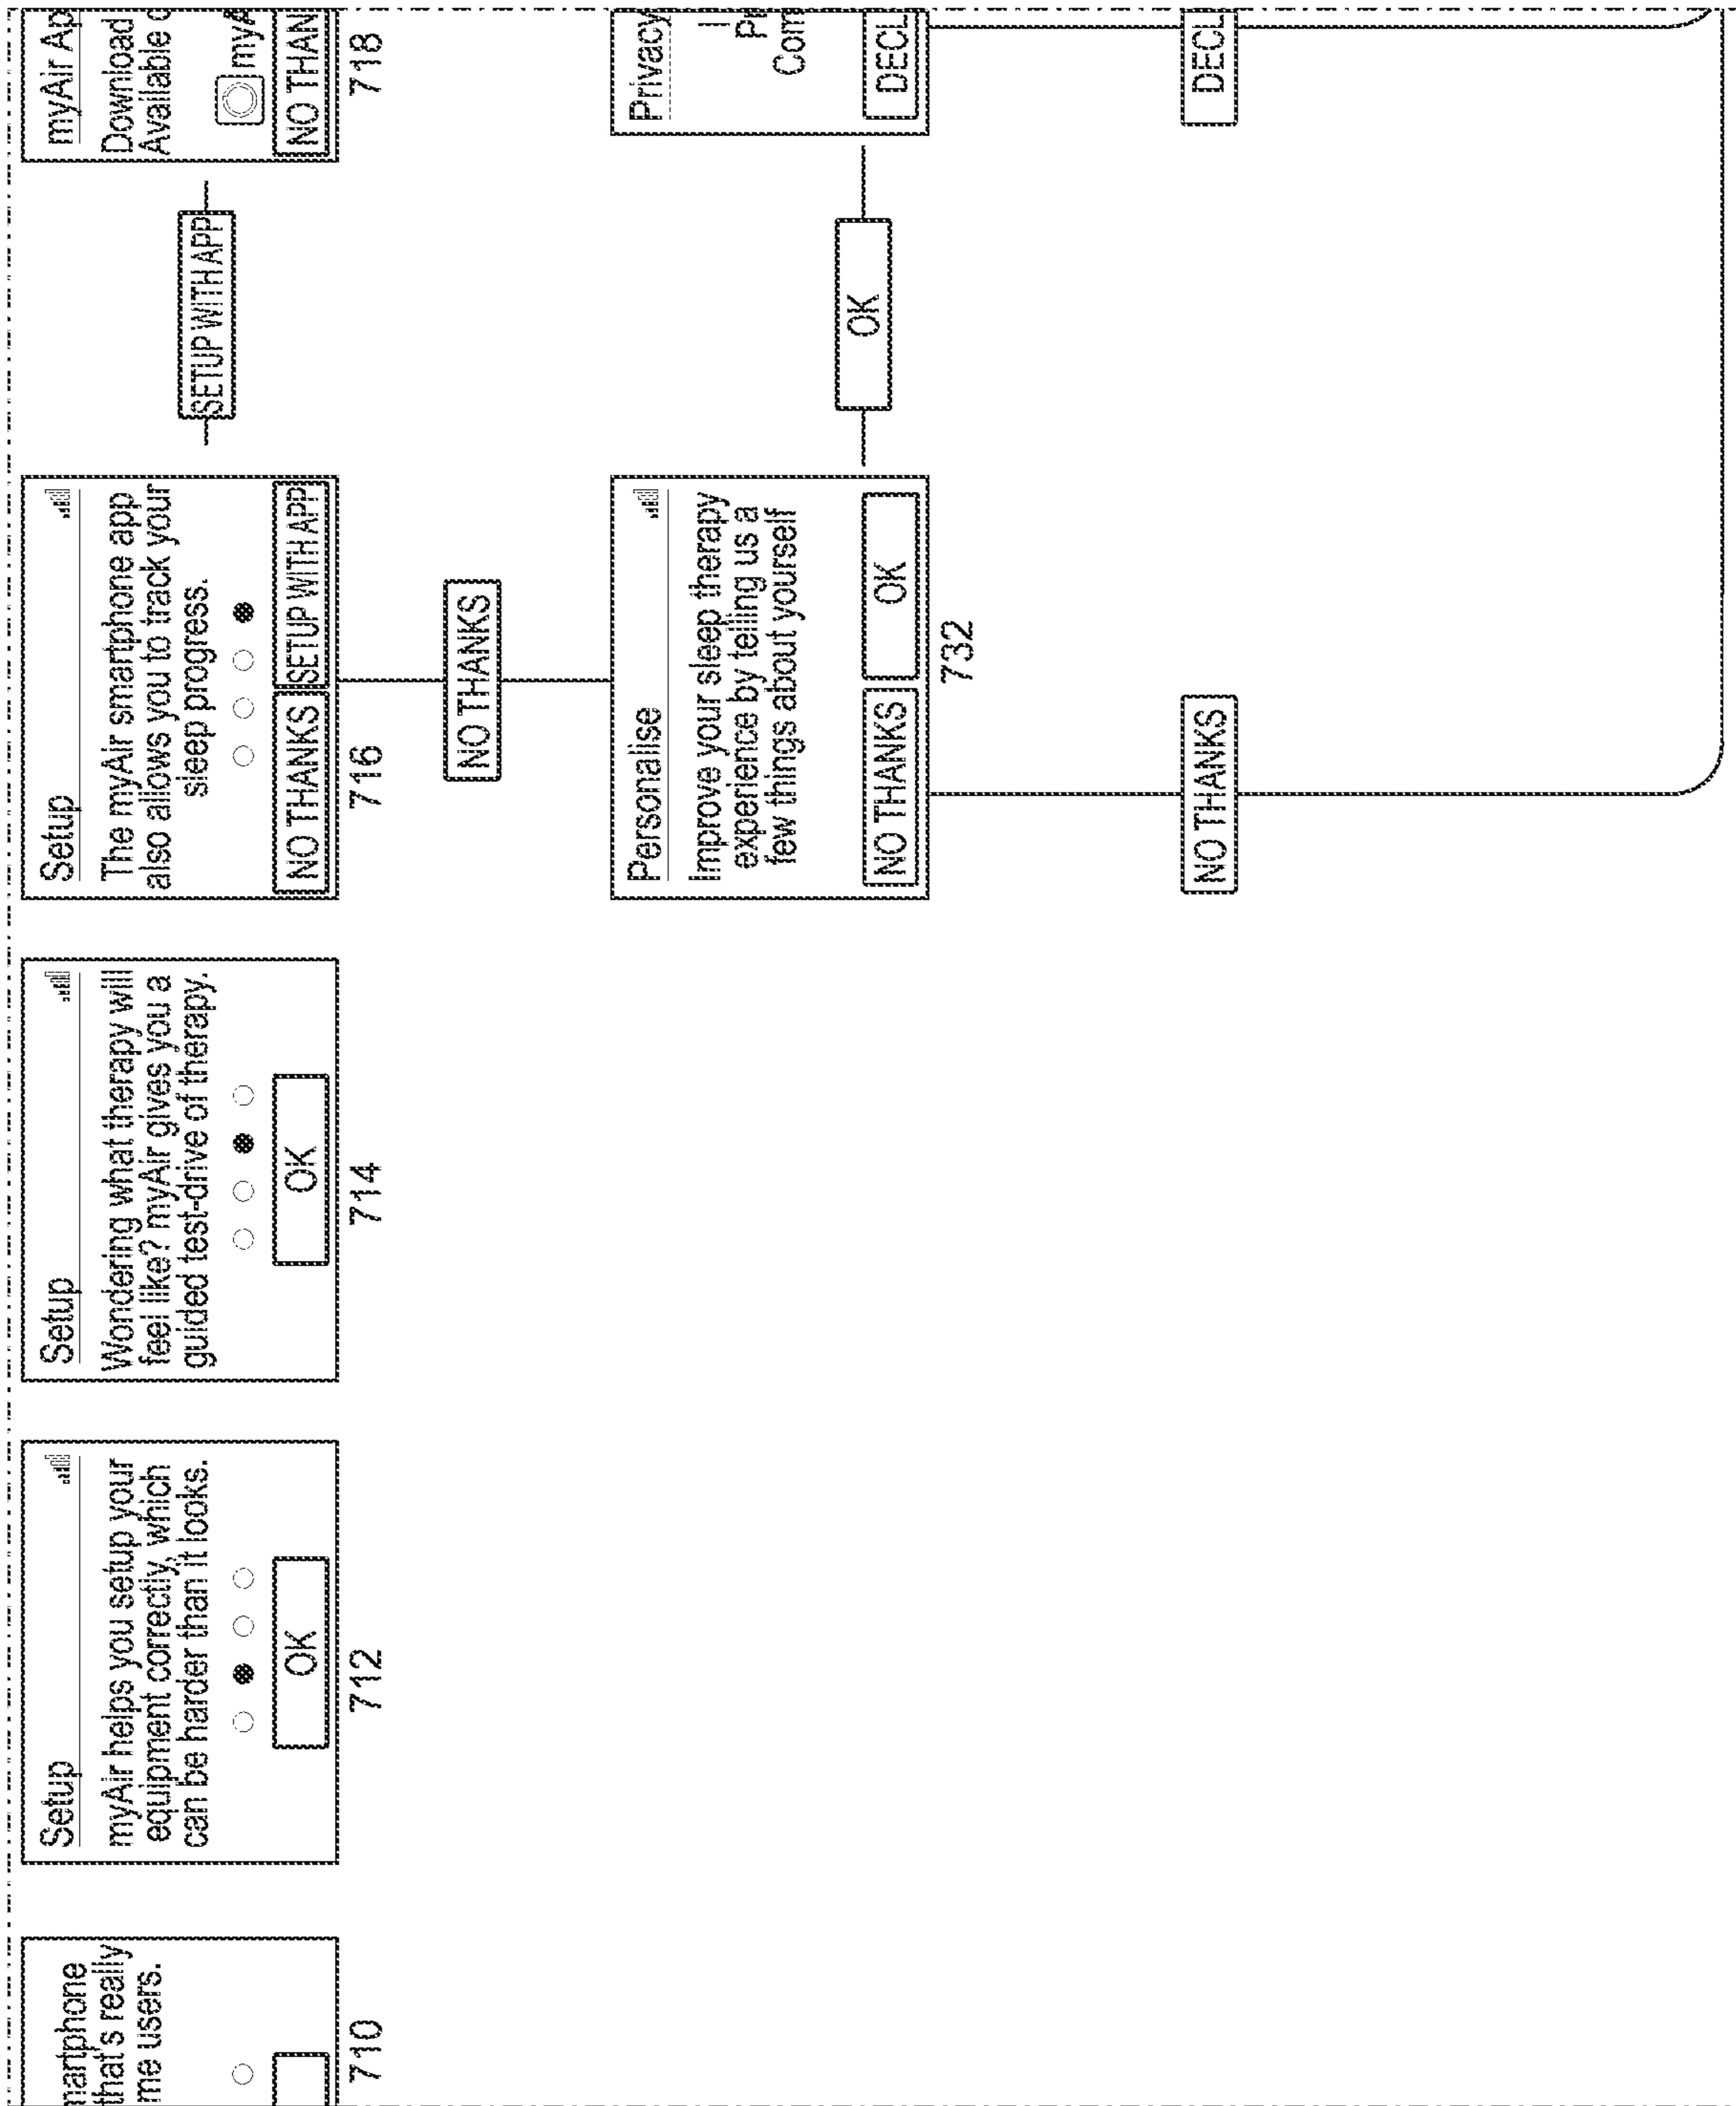 martphone
that's really
me users.
710
Setup
myAir helps you setup your
equipment correctly, which
can be harder than it looks.
OK
712
Setup
Wondering what therapy will
feel like? myAir gives you a
guided test-drive of therapy.
OK
714
Setup
The myAir smartphone app
also allows you to track your
sleep progress.
NO THANKS
SETUP WITH APP
716
SETUP WITH APP
myAir Ap
Download
Available
myA
NO THAN
718
NO THANKS
Personalise
Improve your sleep therapy
experience by telling us a
few things about yourself
NO THANKS
OK
732
OK
Privacy
Com
DECL
NO THANKS
DECL